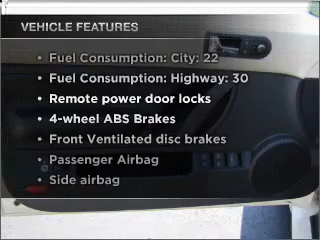 VEHICLE FEATURES
• Fuel Consumption: City: 22
• Fuel Consumption: Highway: 30
• Remote power door locks
• 4-wheel ABS Brakes
• Front Ventilated disc brakes
• Passenger Airbag
• Side airbag